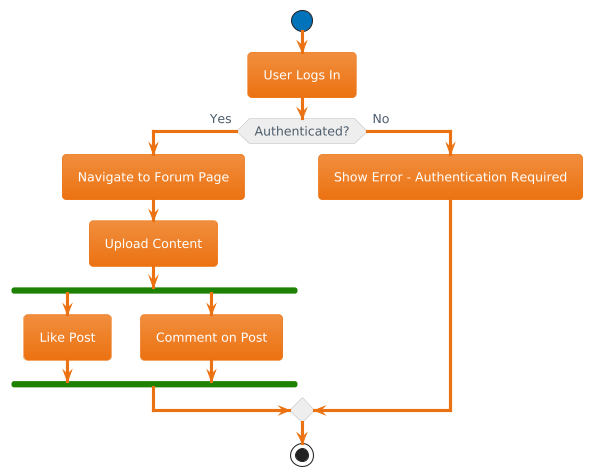 User Logs In
Authenticated?
Yes
No
Navigate to Forum Page
Show Error - Authentication Required
Upload Content
Like Post
Comment on Post